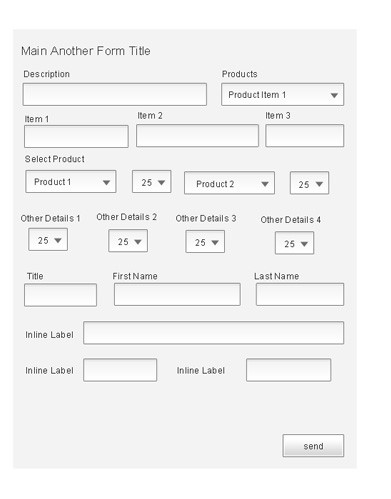 Main Another Form Title
Description Products
Product Item 1
Item 1 Item 2 Item 3
Select Product
Product 1 25 Product 2 25
Other Details 1 Other Details 2 Other Details 3 Other Details 4
25 25 25 25
Title First Name Last Name
Inline Label
Inline Label Inline Label
send